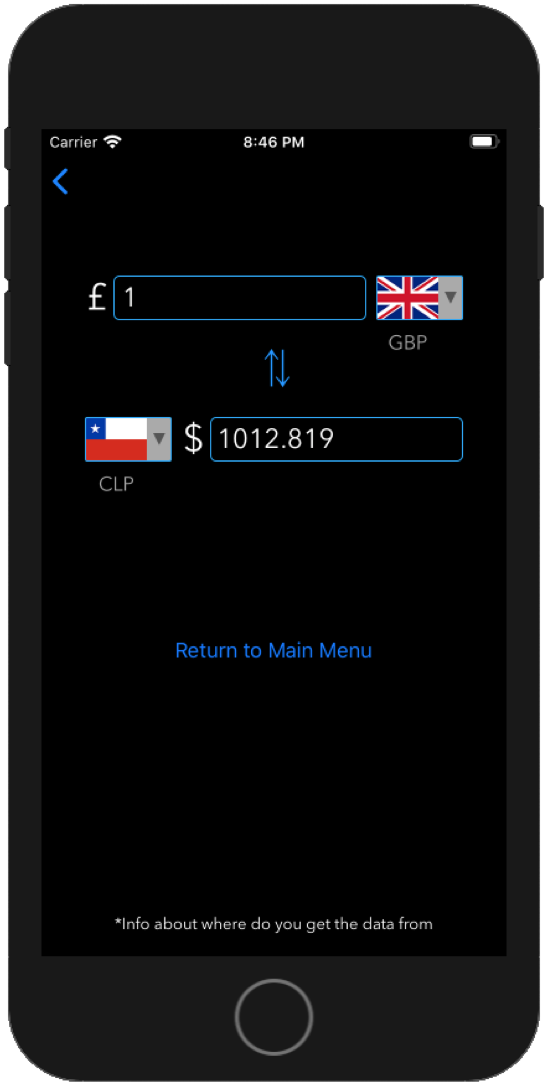 Carrier 8:46 PM
£ 1
GBP
$ 1012.819
CLP
Return to Main Menu
*Info about where do you get the data from